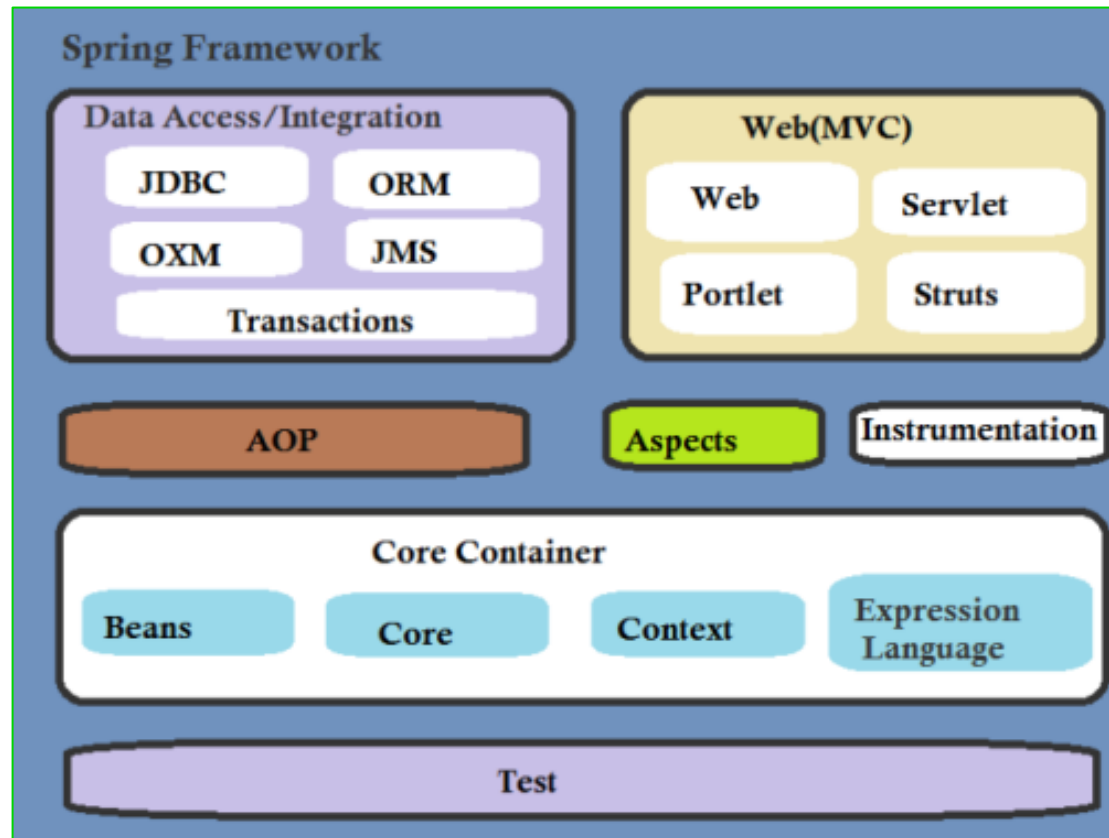 Spring Framework
Data Access/Integration
JDBC
ORM
OXM
JMS
Transactions
Web(MVC)
Web
Servlet
Portlet
Struts
AOP
Aspects
Instrumentation
Core Container
Beans
Core
Context
Expression
Language
Test